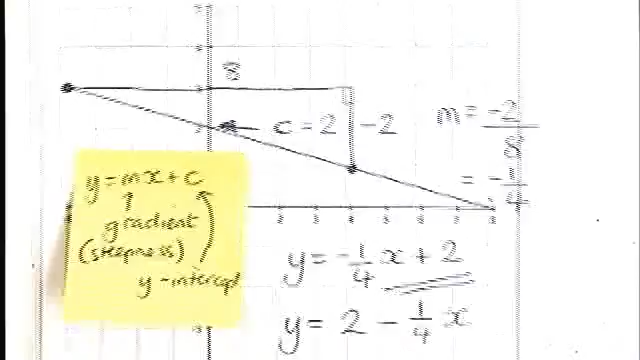 8
c = 2
-2
m = -2/8
= -1/4
y = mx + c
gradient
(steepness)
y-intercept
y = -1/4 x + 2
y = 2 - 1/4 x